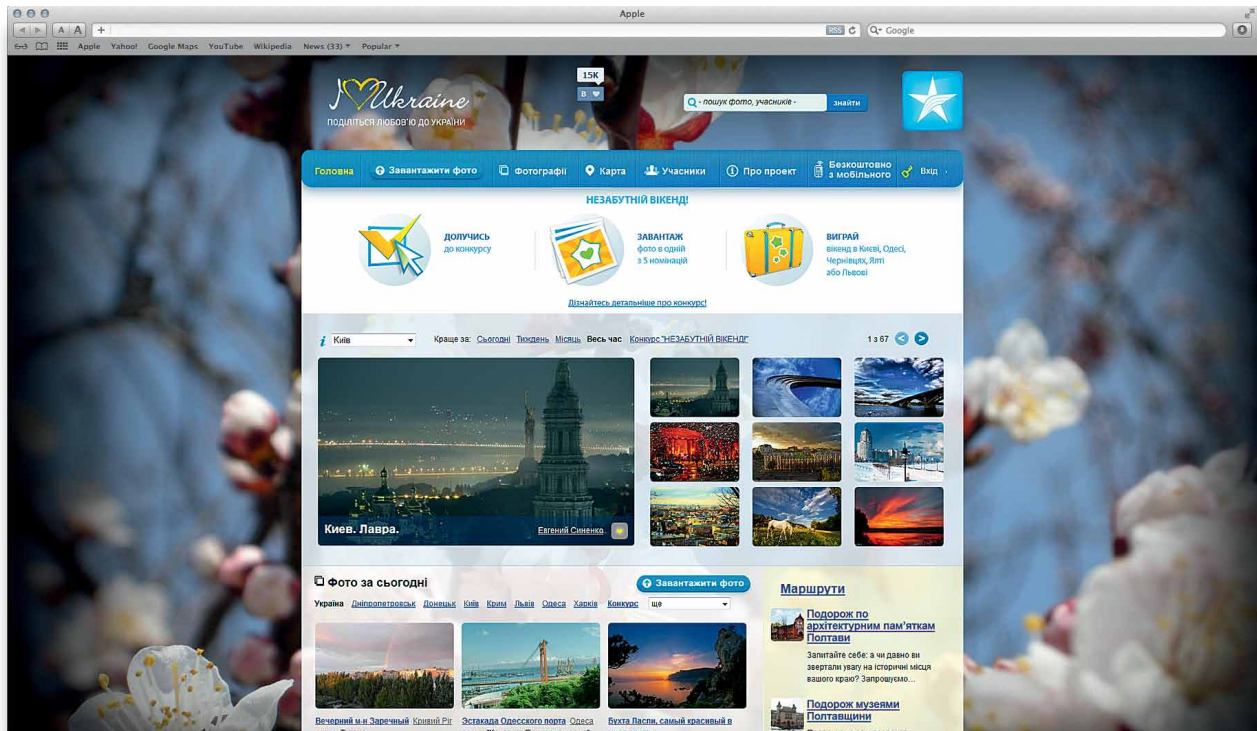 Apple
A A + RSS Google
Apple Yahoo! Google Maps YouTube Wikipedia News (33) Popular
I Ukraine
ПОДІЛІТЬСЯ ЛЮБОВ'Ю ДО УКРАЇНИ
15K
B
- пошук фото, учасників -
знайти
Головна Завантажити фото Фотографії Карта Учасники Про проект Безкоштовно з мобільного Вхід
НЕЗАБУТНІЙ ВІКЕНД!
ДОЛУЧИСЬ
до конкурсу
ЗАВАНТАЖ
фото в одній
з 5 номінацій
ВИГРАЙ
вікенд в Києві, Одесі,
Чернівцях, Ялті
або Львові
Дізнайтесь детальніше про конкурс!
i Київ Краще за: Сьогодні Тиждень Місяць Весь час Конкурс "НЕЗАБУТНІЙ ВІКЕНД!" 1 з 67
Киев. Лавра. Евгений Синенко
Фото за сьогодні Завантажити фото
Україна Дніпропетровськ Донецьк Київ Крим Львів Одеса Харків Конкурс ще
Вечерний м-н Заречный Кривий Ріг
Эстакада Одесского порта Одеса
Бухта Ласпи, самый красивый в
Маршрути
Подорож по
архітектурним пам'яткам
Полтави
Запитайте себе: а чи давно ви
звертали увагу на історичні місця
вашого краю? Запрошуємо...
Подорож музеями
Полтавщини